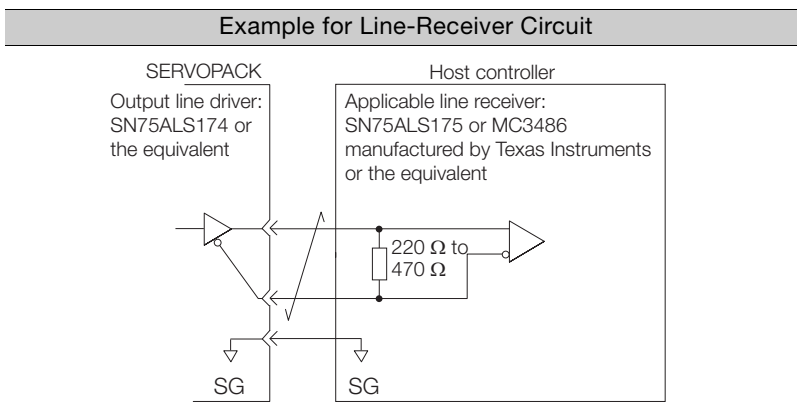 Example for Line-Receiver Circuit
SERVOPACK
Host controller
Output line driver:
SN75ALS174 or
the equivalent
Applicable line receiver:
SN75ALS175 or MC3486
manufactured by Texas Instruments
or the equivalent
220 Ω to
470 Ω
SG
SG